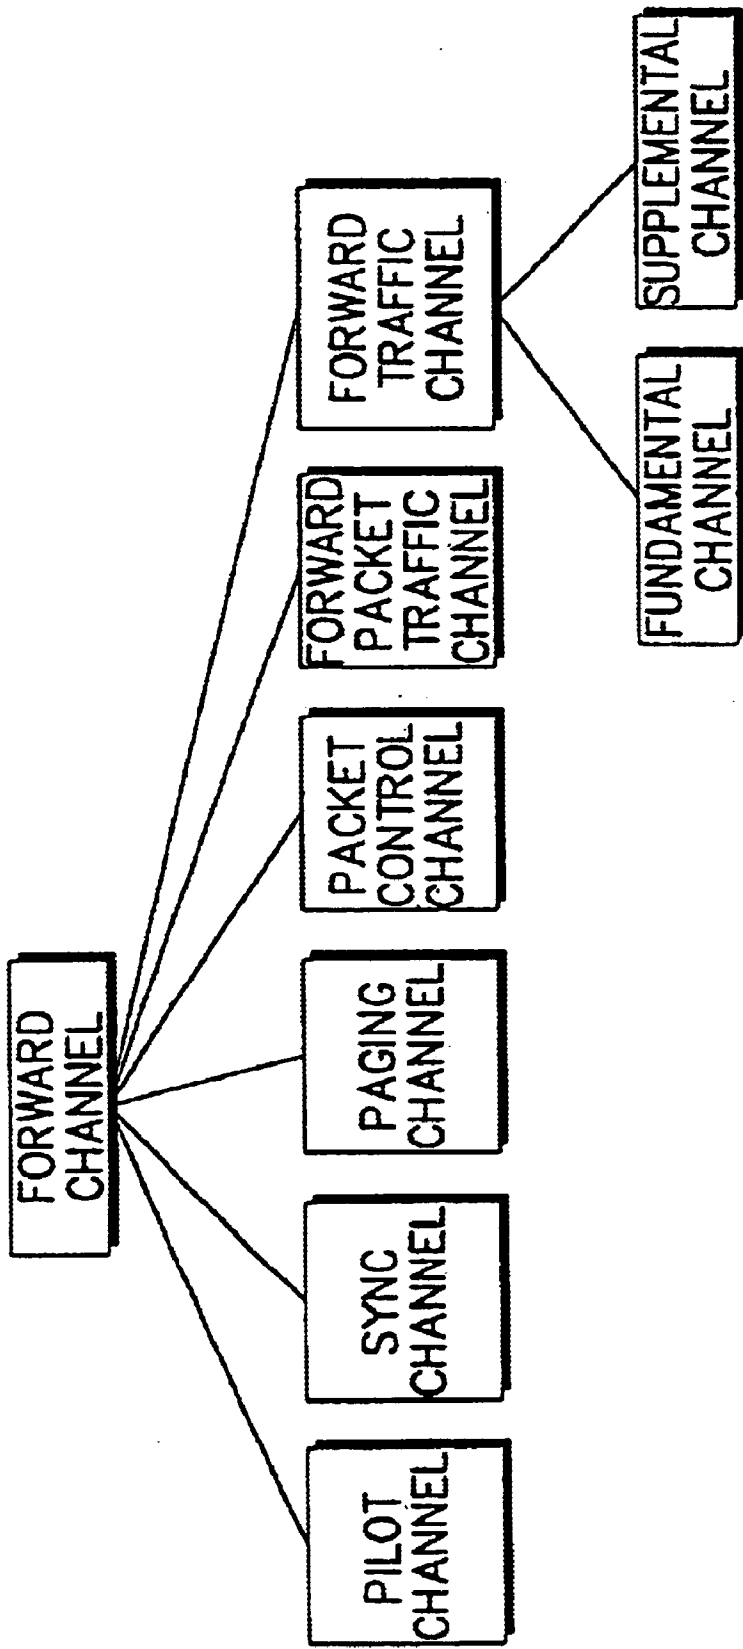 FORWARD
CHANNEL
PILOT
CHANNEL
SYNC
CHANNEL
PAGING
CHANNEL
PACKET
CONTROL
CHANNEL
FORWARD
PACKET
TRAFFIC
CHANNEL
FORWARD
TRAFFIC
CHANNEL
FUNDAMENTAL
CHANNEL
SUPPLEMENTAL
CHANNEL